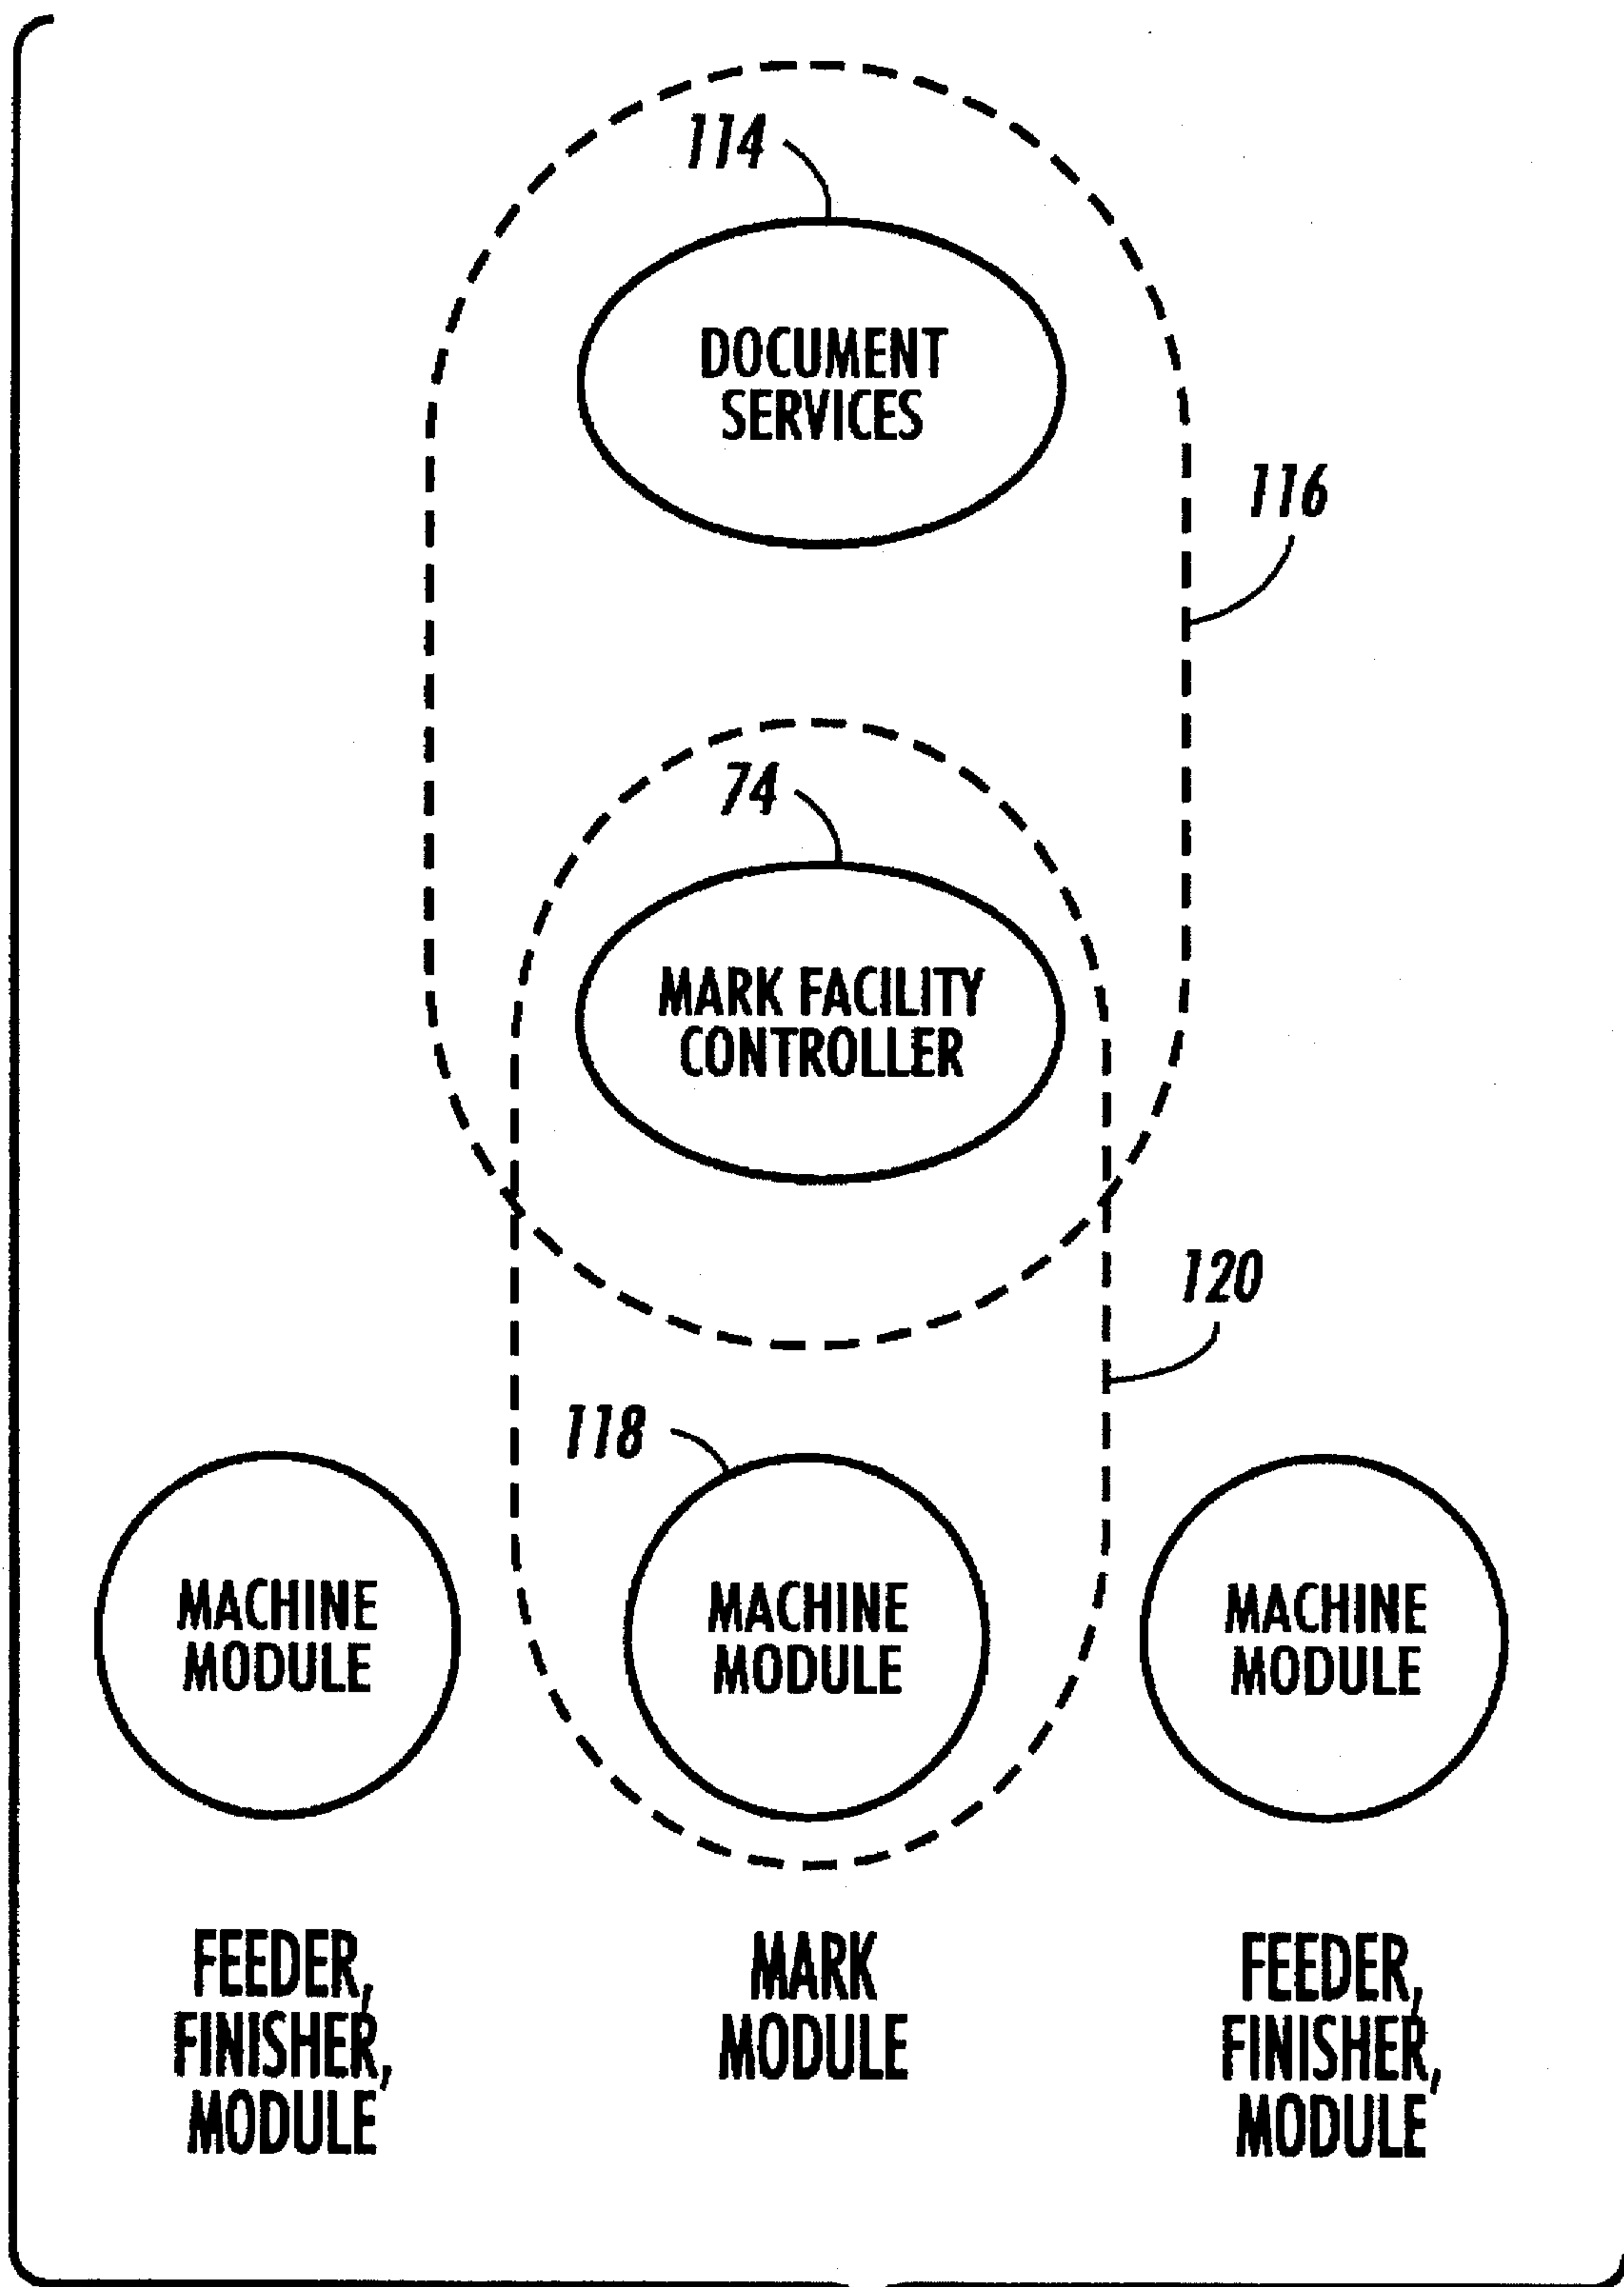 114
DOCUMENT
SERVICES
116
74
MARK FACILITY
CONTROLLER
120
118
MACHINE
MODULE
MACHINE
MODULE
MACHINE
MODULE
FEEDER,
FINISHER,
MODULE
MARK
MODULE
FEEDER,
FINISHER,
MODULE